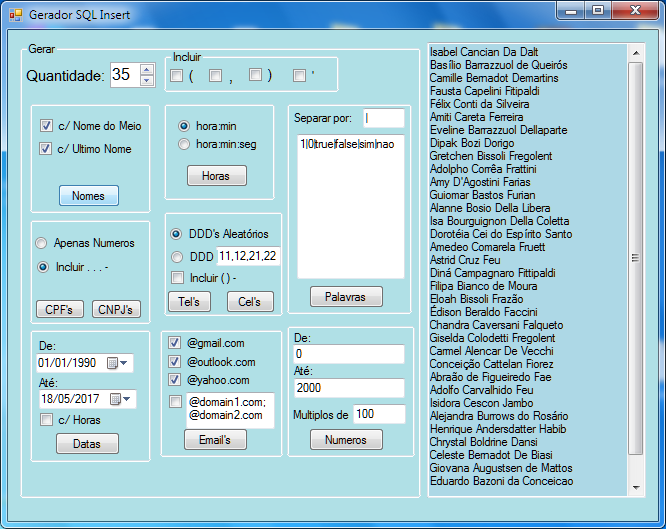 Gerador SQL Insert
Gerar
Quantidade: 35
Incluir
( , ) '
c/ Nome do Meio
c/ Ultimo Nome
Nomes
hora:min
hora:min:seg
Horas
Separar por: |
1|0|true|false|sim|nao
Palavras
Apenas Numeros
Incluir . . . -
CPF's CNPJ's
DDD's Aleatórios
DDD 11,12,21,22
Incluir ( ) -
Tel's Cel's
De:
01/01/1990
Até:
18/05/2017
c/ Horas
Datas
@gmail.com
@outlook.com
@yahoo.com
@domain1.com;
@domain2.com
Email's
De:
0
Até:
2000
Multiplos de 100
Numeros
Isabel Cancian Da Dalt
Basílio Barrazzuol de Queirós
Camille Bernadot Demartins
Fausta Capelini Fitipaldi
Félix Conti da Silveira
Amiti Careta Ferreira
Eveline Barrazzuol Dellaparte
Dipak Bozi Dorigo
Gretchen Bissoli Fregolent
Adolpho Corrêa Frattini
Amy D'Agostini Farias
Guiomar Bastos Furian
Alanne Bosio Della Libera
Isa Bourguignon Della Coletta
Dorotéia Cei do Espírito Santo
Amedeo Comarela Fruett
Astrid Cruz Feu
Diná Campagnaro Fittipaldi
Filipa Bianco de Moura
Eloah Bissoli Frazão
Édison Beraldo Faccini
Chandra Caversani Falqueto
Giselda Colodetti Fregolent
Carmel Alencar De Vecchi
Conceição Cattelan Fiorez
Abraão de Figueiredo Fae
Adolfo Carvalhido Feu
Isidora Cescon Jambo
Alejandra Burrows do Rosário
Henrique Andersdatter Habib
Chrystal Boldrine Dansi
Celeste Bernadot De Biasi
Giovana Augustsen de Mattos
Eduardo Bazoni da Conceicao